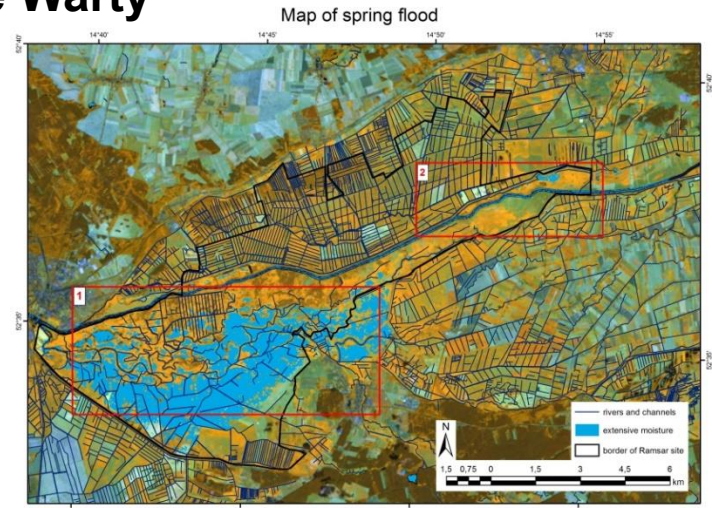 e Warty
Map of spring flood
14°40' 14°45' 14°50' 14°55'
52°40'
52°40'
2
1
52°35'
52°35'
rivers and channels
extensive moisture
border of Ramsar site
N
1,5 0,75 0 1,5 3 4,5 6
km